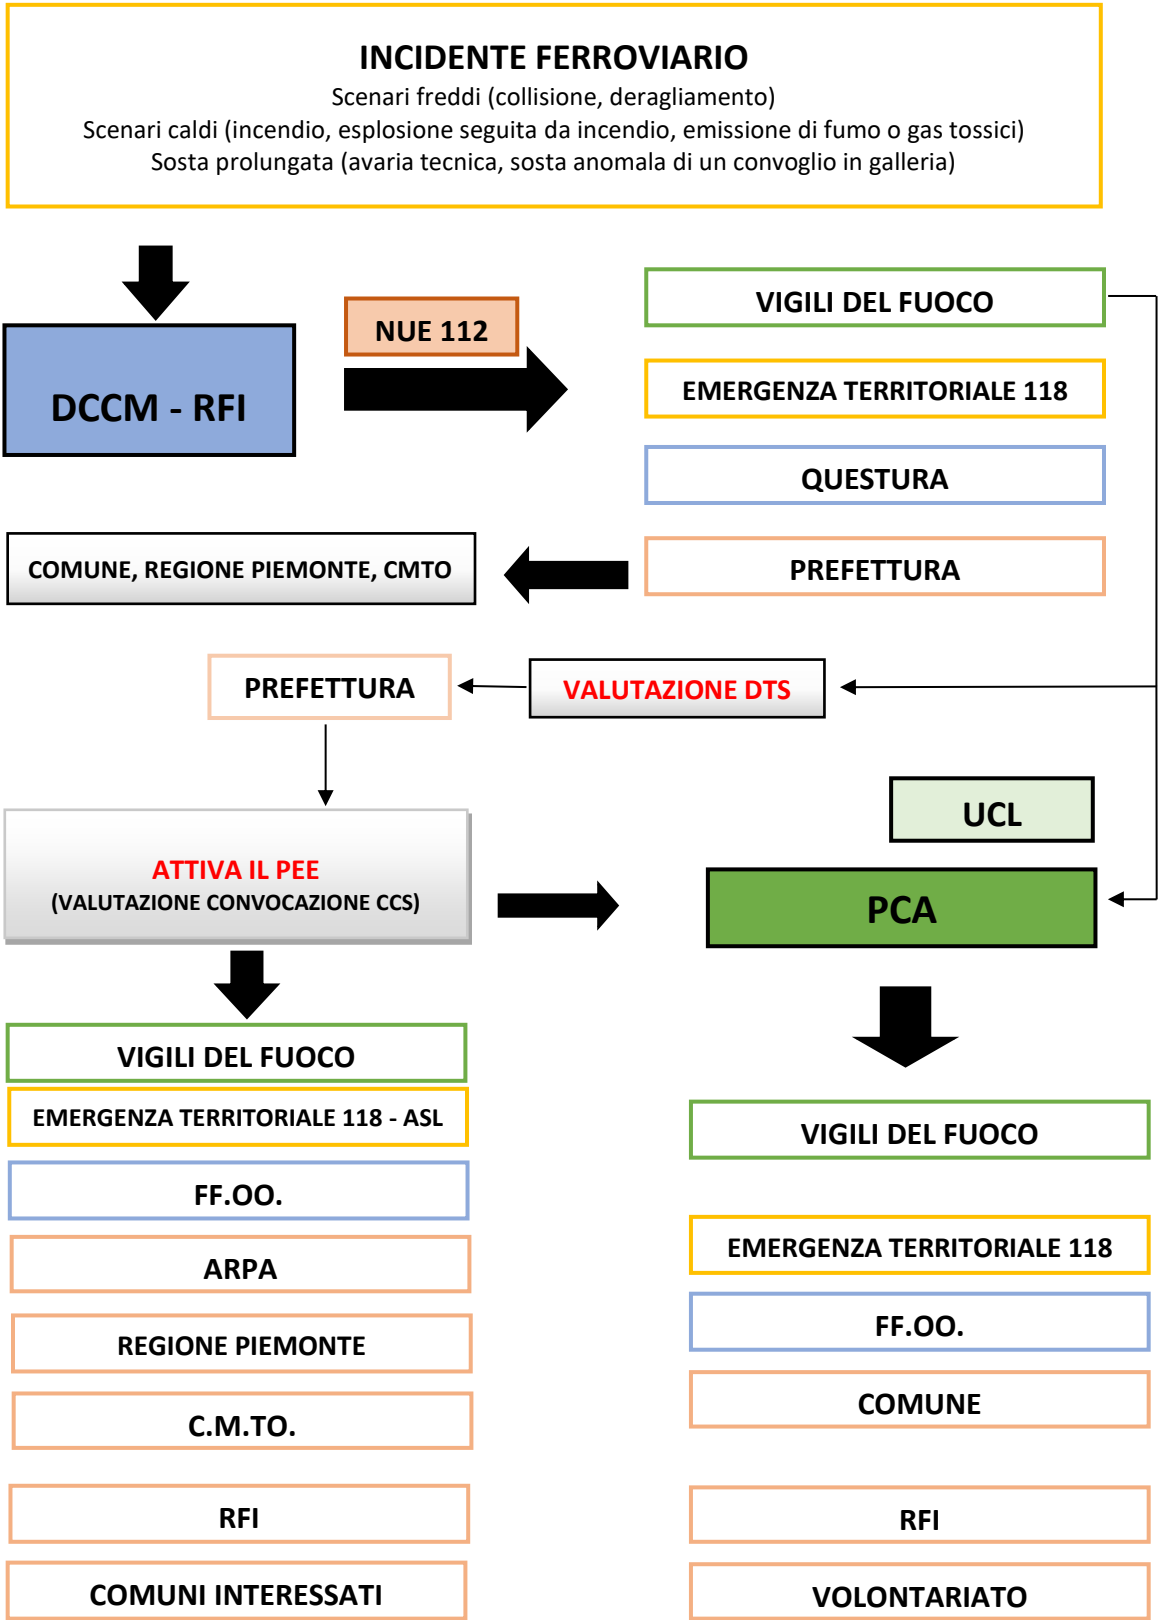 INCIDENTE FERROVIARIO
Scenari freddi (collisione, deragliamento)
Scenari caldi (incendio, esplosione seguita da incendio, emissione di fumo o gas tossici)
Sosta prolungata (avaria tecnica, sosta anomala di un convoglio in galleria)
DCCM - RFI
NUE 112
VIGILI DEL FUOCO
EMERGENZA TERRITORIALE 118
QUESTURA
PREFETTURA
COMUNE, REGIONE PIEMONTE, CMTO
PREFETTURA
VALUTAZIONE DTS
UCL
ATTIVA IL PEE
(VALUTAZIONE CONVOCAZIONE CCS)
PCA
VIGILI DEL FUOCO
EMERGENZA TERRITORIALE 118 - ASL
FF.OO.
ARPA
REGIONE PIEMONTE
C.M.TO.
RFI
COMUNI INTERESSATI
VIGILI DEL FUOCO
EMERGENZA TERRITORIALE 118
FF.OO.
COMUNE
RFI
VOLONTARIATO